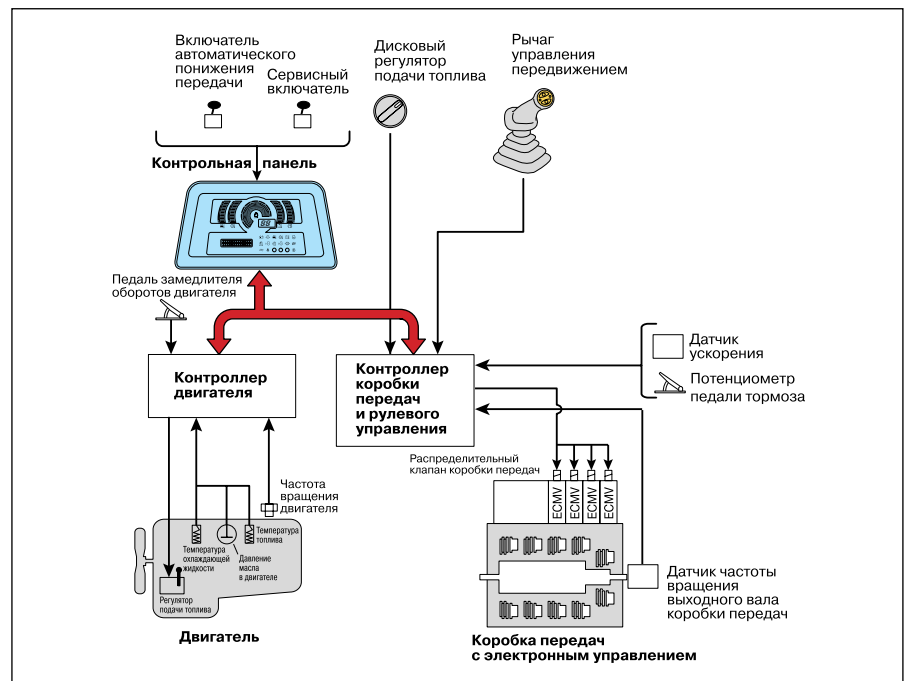 Включатель
автоматического
понижения
передачи
Сервисный
включатель
Дисковый
регулятор
подачи топлива
Рычаг
управления
передвижением
Контрольная панель
Педаль замедлителя
оборотов двигателя
Контроллер
двигателя
Контроллер
коробки
передач
и рулевого
управления
Датчик
ускорения
Потенциометр
педали тормоза
Распределительный
клапан коробки передач
ECMV
ECMV
ECMV
ECMV
Частота
вращения
двигателя
Температура
топлива
Температура
охлаждающей
жидкости
Давление
масла
в двигателе
Регулятор
подачи топлива
Двигатель
Датчик частоты
вращения
выходного вала
коробки передач
Коробка передач
с электронным управлением